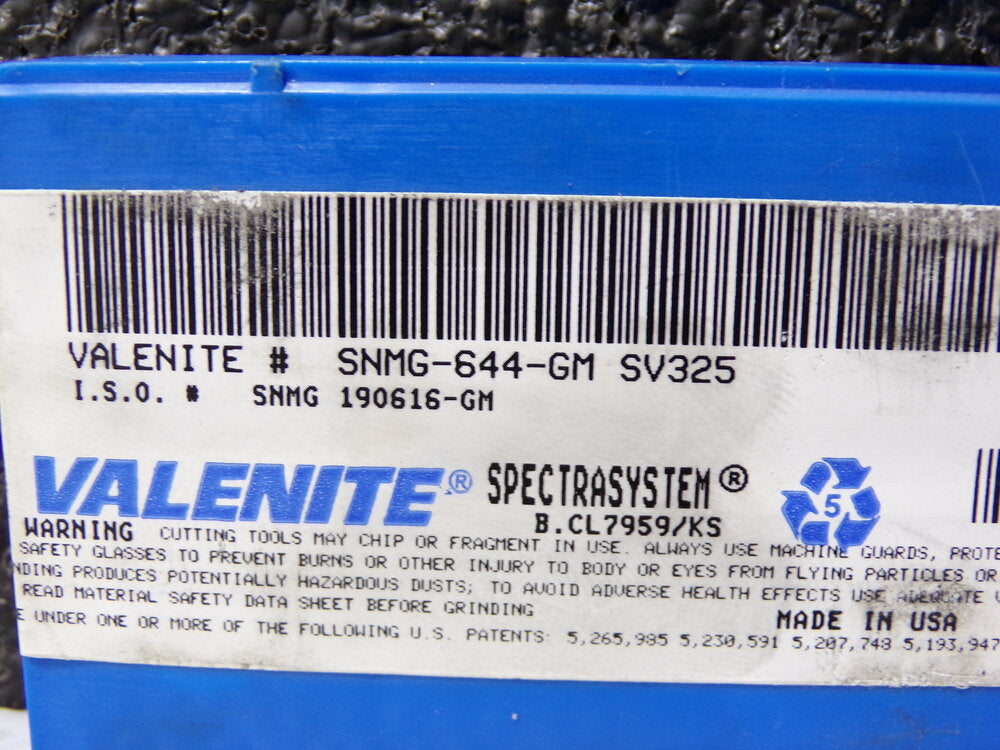 VALENITE # SNMG-644-GM SV325
I.S.O. # SNMG 190616-GM
VALENITE® SPECTRASYSTEM®
5
B.CL7959/KS
WARNING CUTTING TOOLS MAY CHIP OR FRAGMENT IN USE. ALWAYS USE MACHINE GUARDS, PROTE
SAFETY GLASSES TO PREVENT BURNS OR OTHER INJURY TO BODY OR EYES FROM FLYING PARTICLES OR
NDING PRODUCES POTENTIALLY HAZARDOUS DUSTS; TO AVOID ADVERSE HEALTH EFFECTS USE ADEQUATE
READ MATERIAL SAFETY DATA SHEET BEFORE GRINDING
MADE IN USA
E UNDER ONE OR MORE OF THE FOLLOWING U.S. PATENTS: 5,265,985 5,230,591 5,207,748 5,193,947